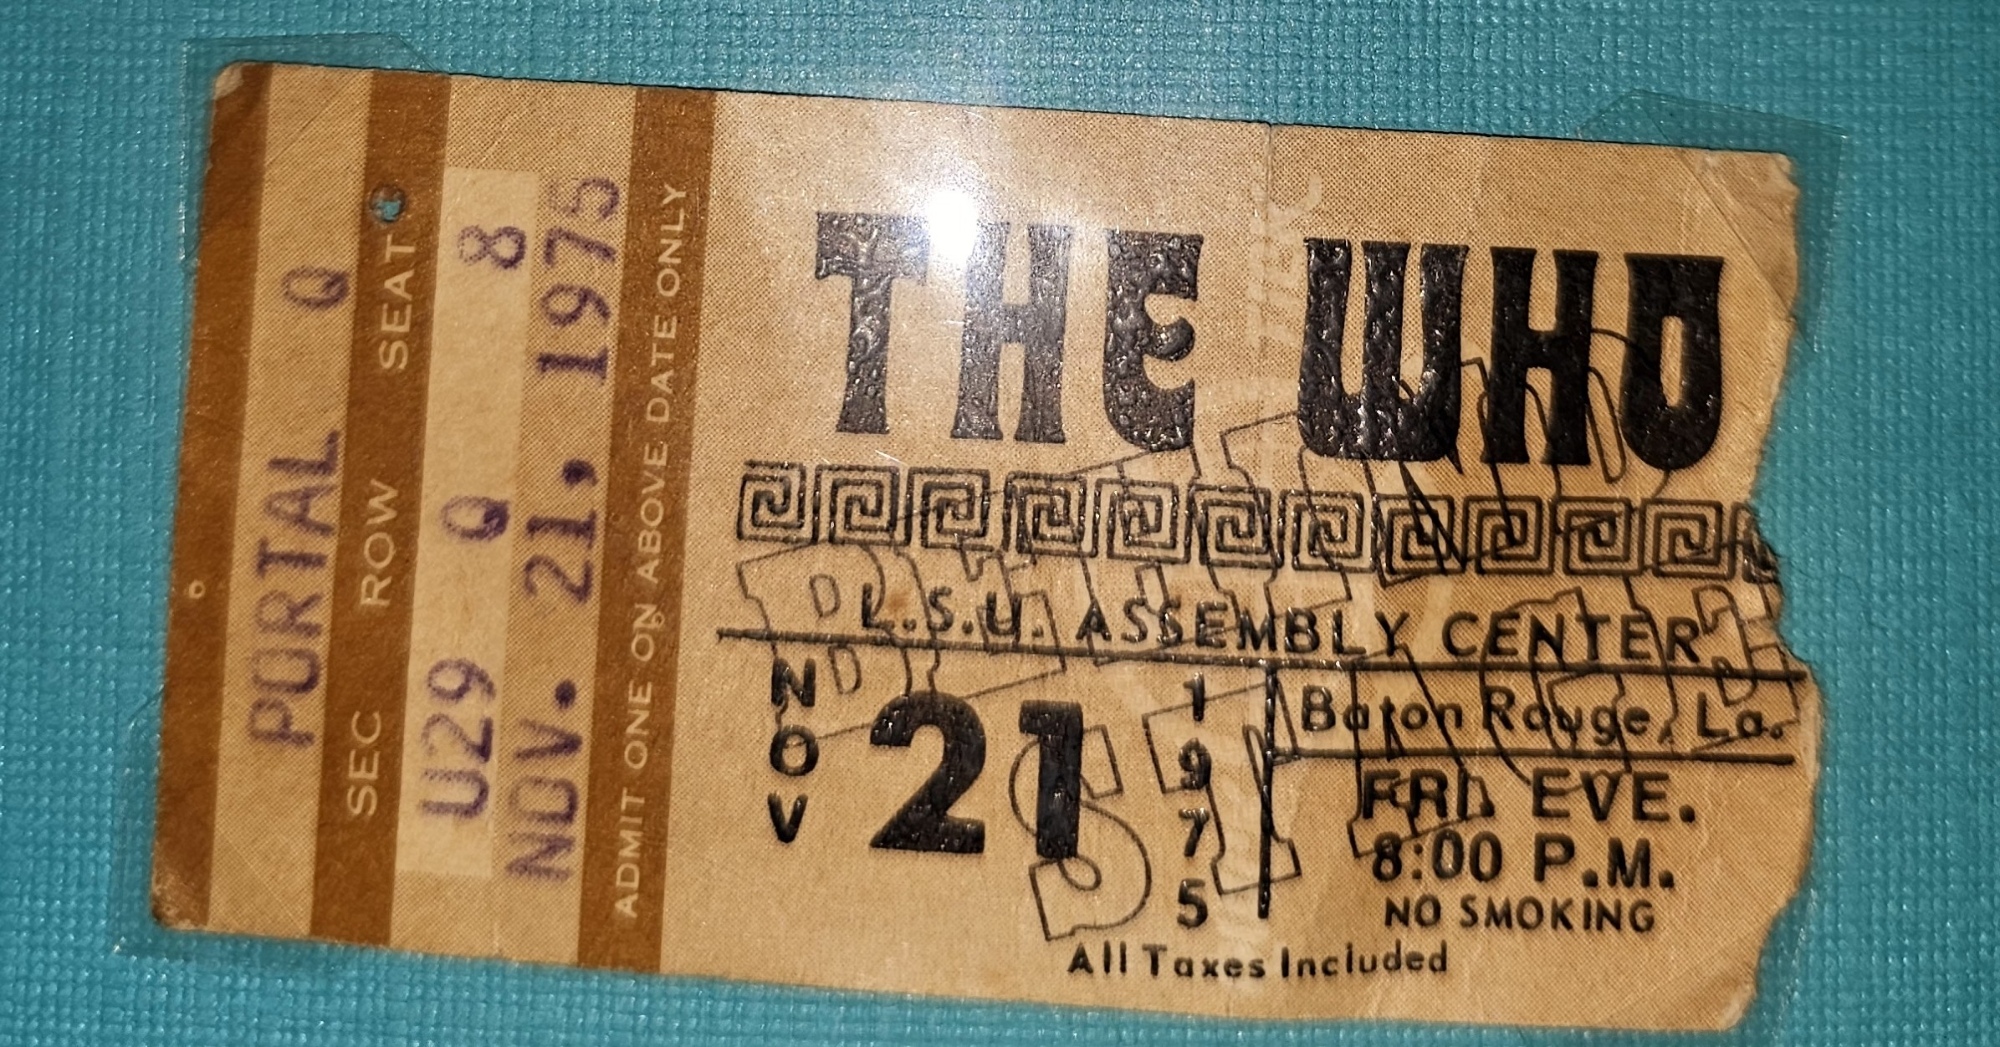 PORTAL Q
SEC ROW SEAT
U29 Q 8
NOV. 21, 1975
ADMIT ONE ON ABOVE DATE ONLY
THE WHO
L.S.U. ASSEMBLY CENTER
NOV 21 1975
Baton Rouge, La.
FRI. EVE.
8:00 P.M.
NO SMOKING
All Taxes Included